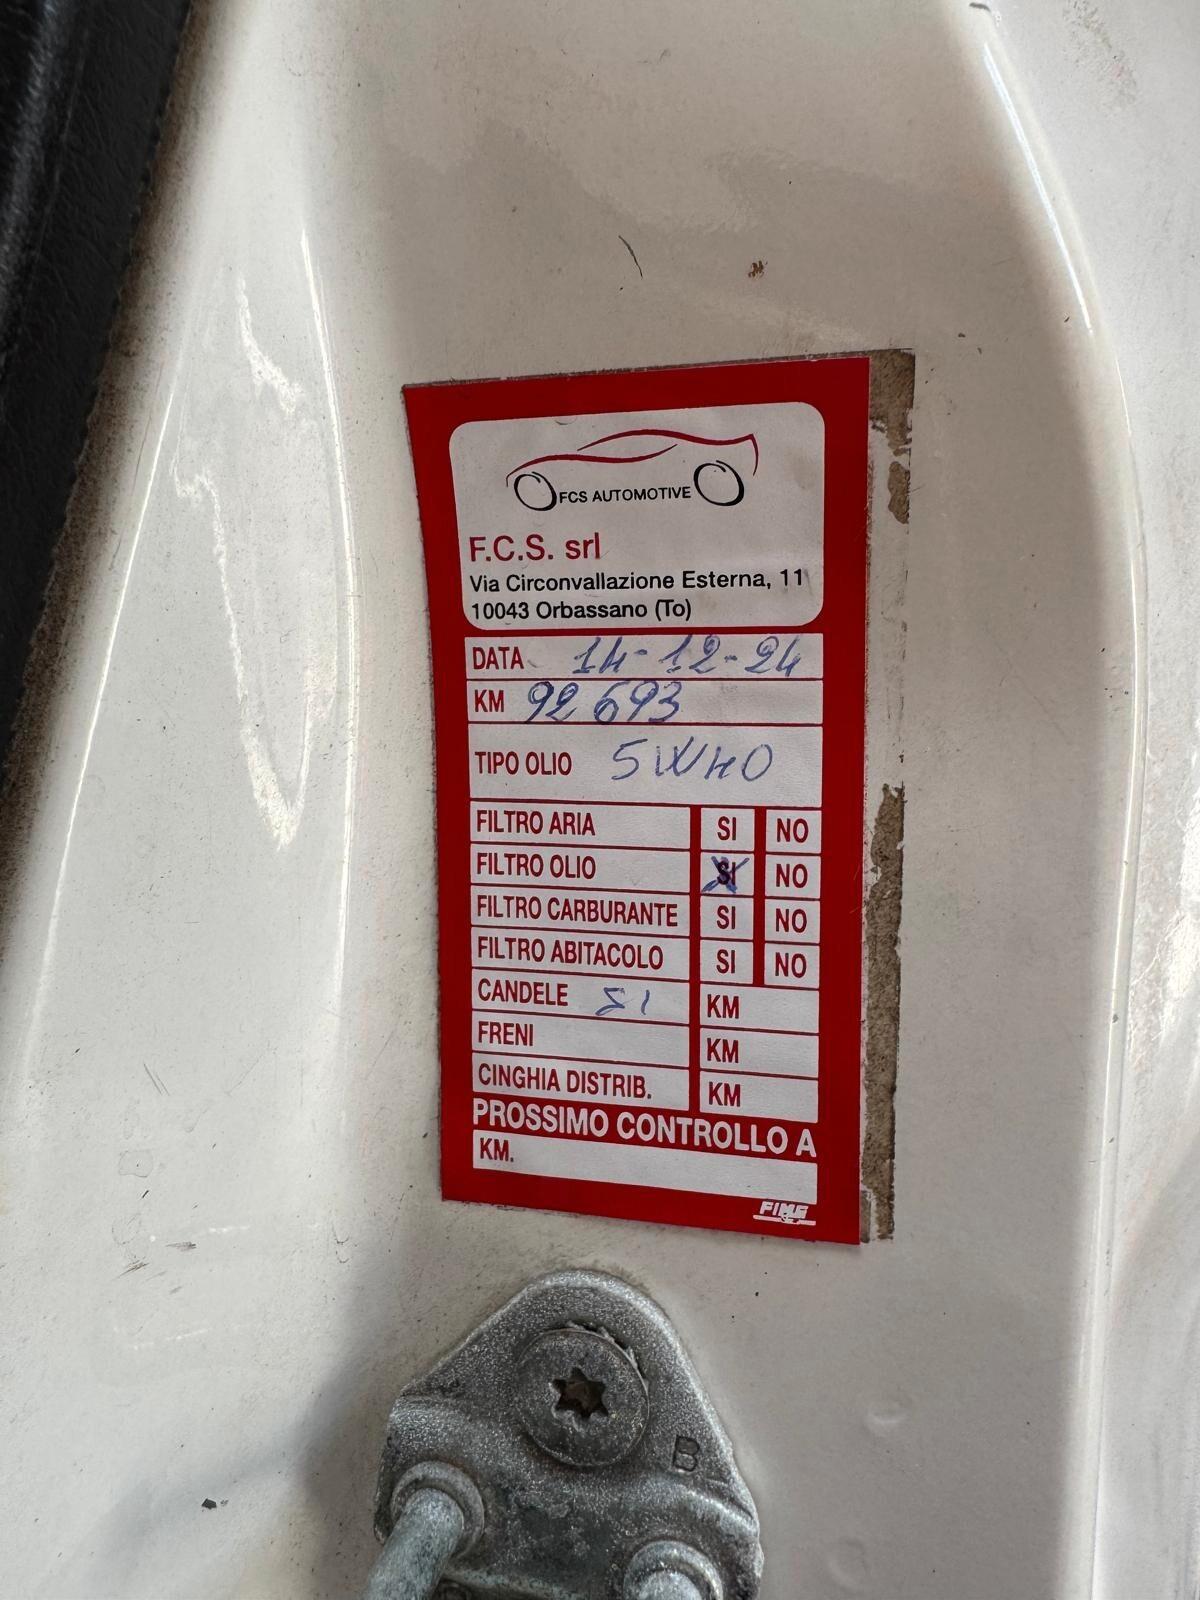 FCS AUTOMOTIVE
F.C.S. srl
Via Circonvallazione Esterna, 11
10043 Orbassano (To)
DATA 14-12-24
KM 92693
TIPO OLIO 5W40
FILTRO ARIA SI NO
FILTRO OLIO SI NO
FILTRO CARBURANTE SI NO
FILTRO ABITACOLO SI NO
CANDELE SI KM
FRENI KM
CINGHIA DISTRIB. KM
PROSSIMO CONTROLLO A
KM.
B